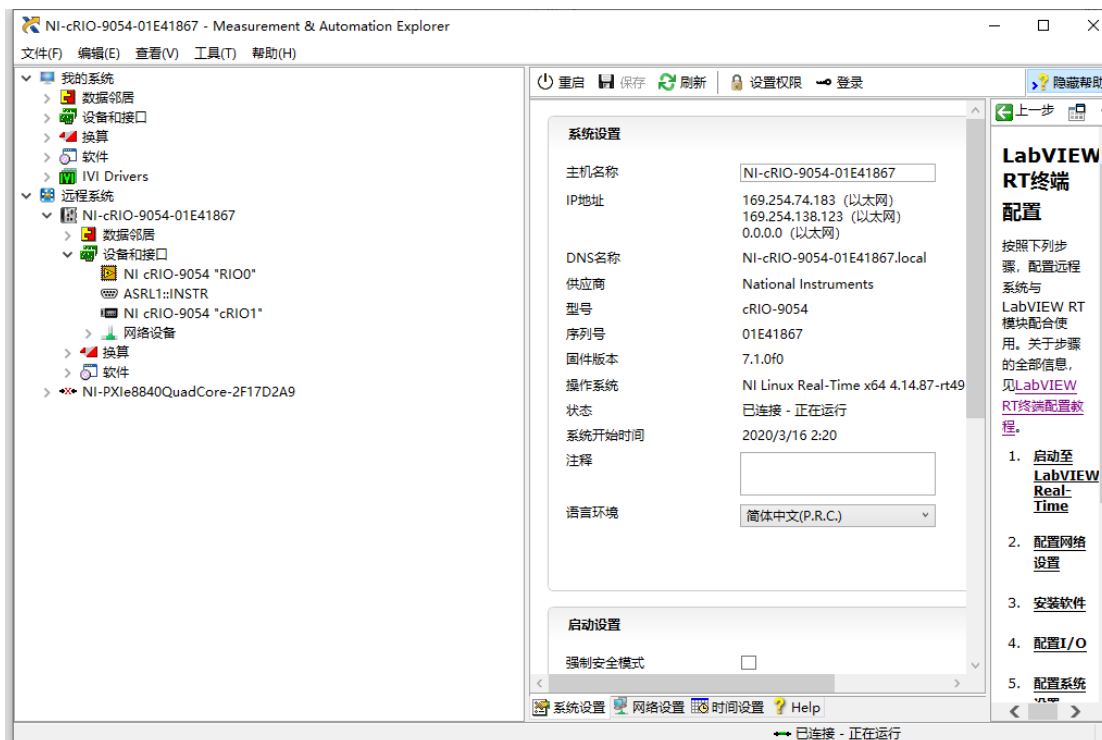 NI-cRIO-9054-01E41867 - Measurement & Automation Explorer
文件(F) 编辑(E) 查看(V) 工具(T) 帮助(H)
我的系统
数据邻居
设备和接口
换算
软件
IVI Drivers
远程系统
NI-cRIO-9054-01E41867
数据邻居
设备和接口
NI cRIO-9054 "RIO0"
ASRL1::INSTR
NI cRIO-9054 "cRIO1"
网络设备
换算
软件
NI-PXIe8840QuadCore-2F17D2A9
重启 保存 刷新 设置权限 登录 隐藏帮助
系统设置
主机名称 NI-cRIO-9054-01E41867
IP地址 169.254.74.183 (以太网)
169.254.138.123 (以太网)
0.0.0.0 (以太网)
DNS名称 NI-cRIO-9054-01E41867.local
供应商 National Instruments
型号 cRIO-9054
序列号 01E41867
固件版本 7.1.0f0
操作系统 NI Linux Real-Time x64 4.14.87-rt49
状态 已连接 - 正在运行
系统开始时间 2020/3/16 2:20
注释
语言环境 简体中文(P.R.C.)
启动设置
强制安全模式
系统设置 网络设置 时间设置 Help
上一步
LabVIEW
RT终端
配置
按照下列步
骤，配置远程
系统与
LabVIEW RT
模块配合使
用。关于步骤
的全部信息，
见LabVIEW
RT终端配置教
程。
1. 启动至
LabVIEW
Real-
Time
2. 配置网络
设置
3. 安装软件
4. 配置I/O
5. 配置系统
已连接 - 正在运行